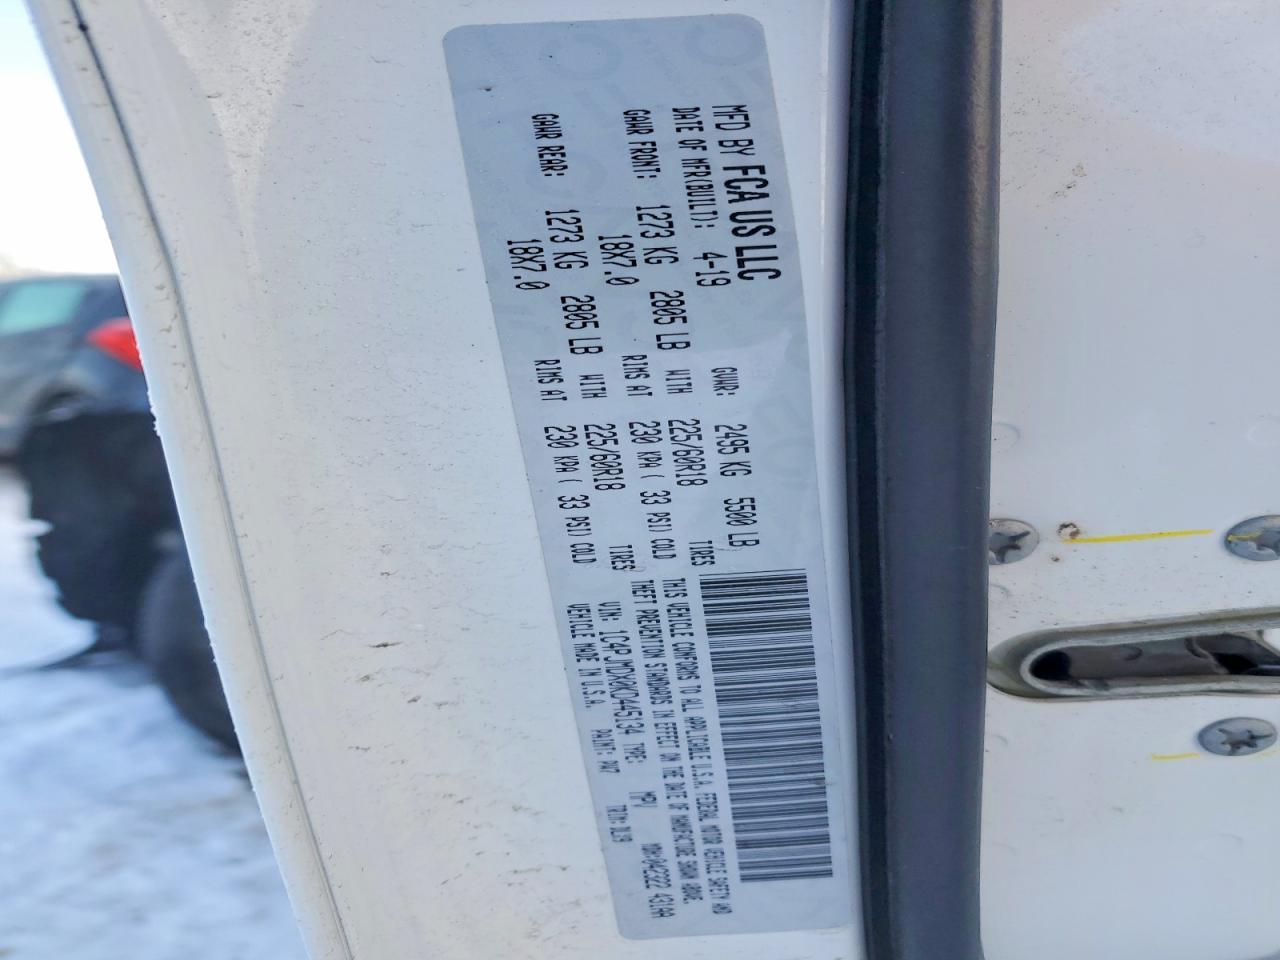 MFD BY FCA US LLC
DATE OF MFR(BUILT): 4-19 GVWR: 2495 KG 5500 LB
GAWR FRONT: 1273 KG 2805 LB WITH 225/60R18 TIRES
18X7.0 RIMS AT 230 KPA ( 33 PSI) COLD
GAWR REAR: 1273 KG 2805 LB WITH 225/60R18 TIRES
18X7.0 RIMS AT 230 KPA ( 33 PSI) COLD
THIS VEHICLE CONFORMS TO ALL APPLICABLE U.S.A. FEDERAL MOTOR VEHICLE SAFETY AND
THEFT PREVENTION STANDARDS IN EFFECT ON THE DATE OF MANUFACTURE SHOWN ABOVE.
VIN: 1C4PJMDX0KD445134 TYPE: MPV
VEHICLE MADE IN U.S.A. PAINT: PW7 TRIM: